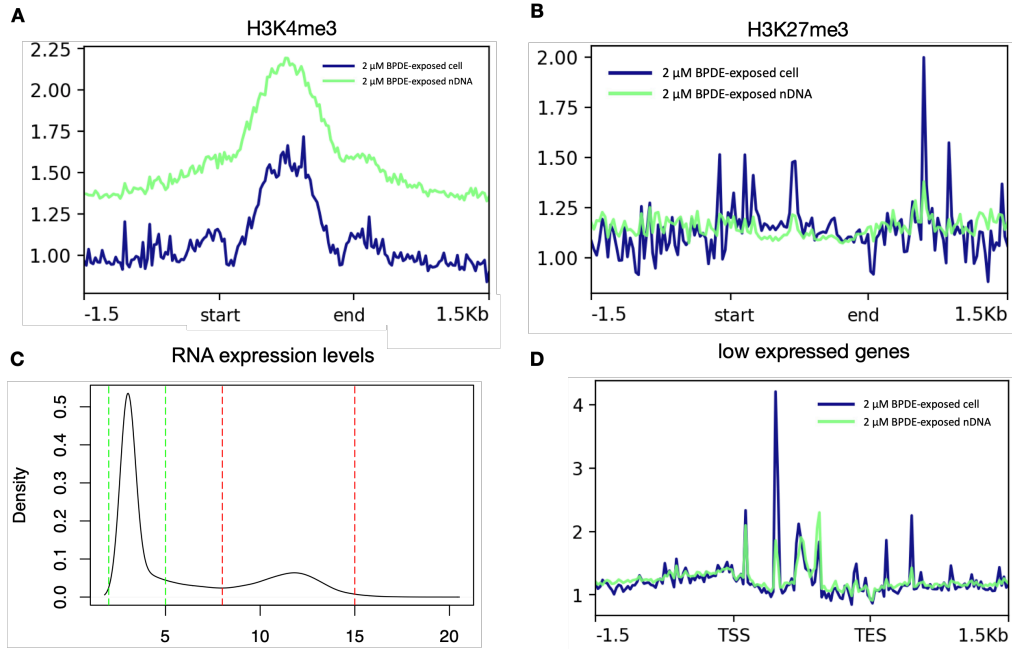 A
H3K4me3
2.25
2.00
1.75
1.50
1.25
1.00
2 µM BPDE-exposed cell
2 µM BPDE-exposed nDNA
-1.5 start end 1.5Kb
B
H3K27me3
2.00
1.75
1.50
1.25
1.00
2 µM BPDE-exposed cell
2 µM BPDE-exposed nDNA
-1.5 start end 1.5Kb
C
RNA expression levels
Density
0.5
0.4
0.3
0.2
0.1
0.0
5 10 15 20
D
low expressed genes
4
3
2
1
2 µM BPDE-exposed cell
2 µM BPDE-exposed nDNA
-1.5 TSS TES 1.5Kb